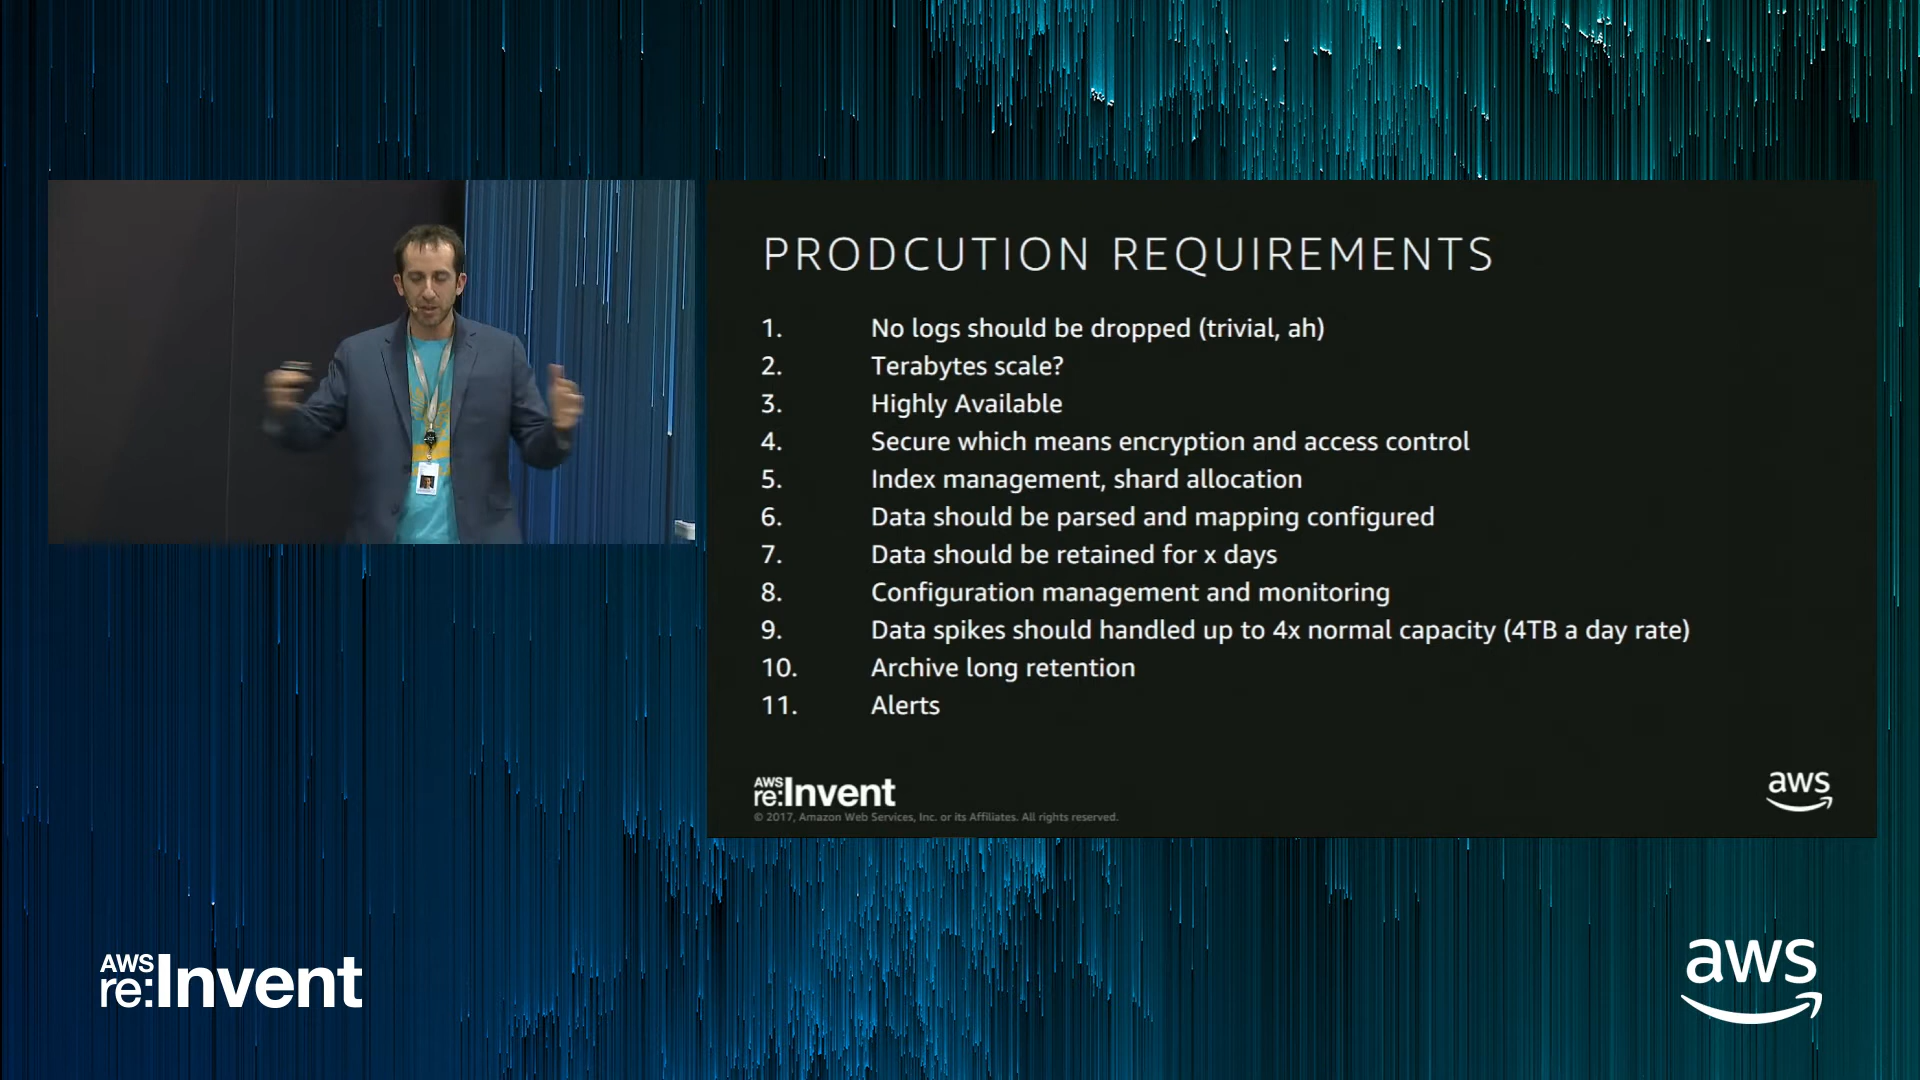 PRODCUTION REQUIREMENTS
1. No logs should be dropped (trivial, ah)
2. Terabytes scale?
3. Highly Available
4. Secure which means encryption and access control
5. Index management, shard allocation
6. Data should be parsed and mapping configured
7. Data should be retained for x days
8. Configuration management and monitoring
9. Data spikes should handled up to 4x normal capacity (4TB a day rate)
10. Archive long retention
11. Alerts
AWS
re:Invent
aws
© 2017, Amazon Web Services, Inc. or its Affiliates. All rights reserved.
AWS
re:Invent
aws